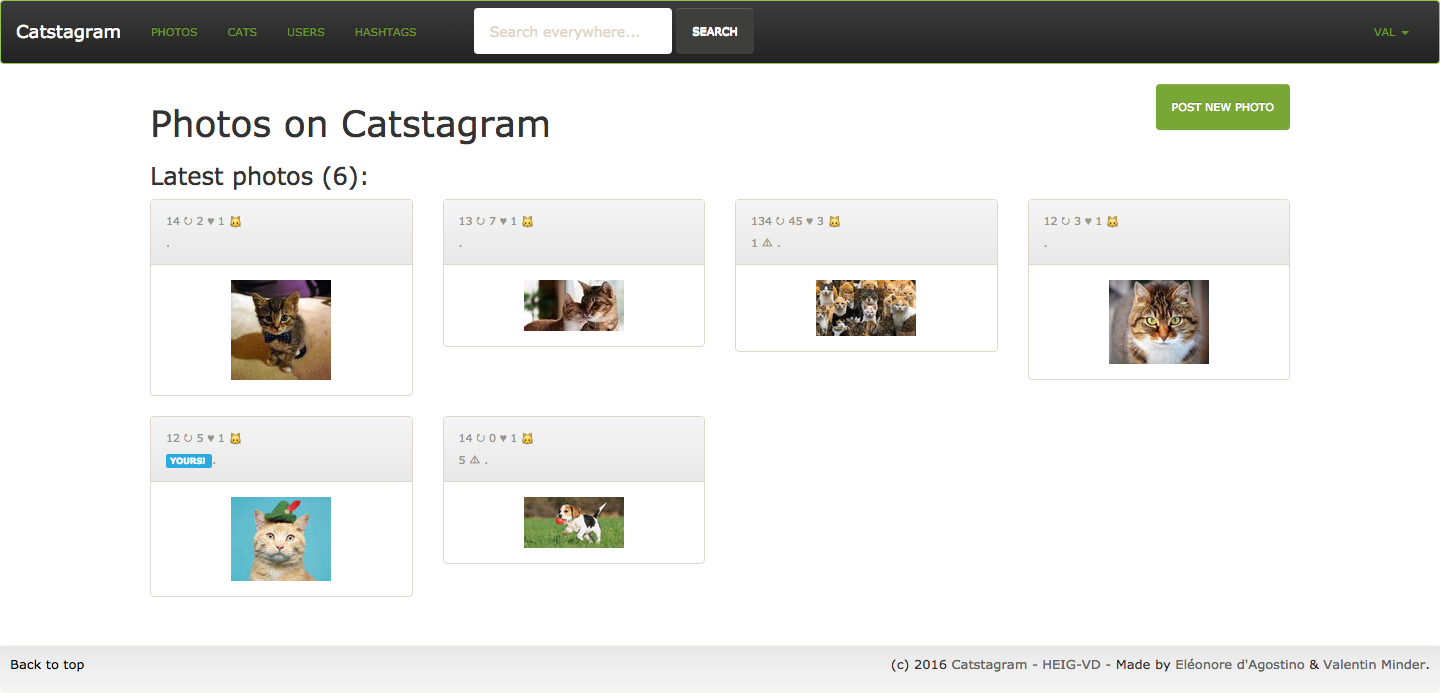 Catstagram PHOTOS CATS USERS HASHTAGS Search everywhere... SEARCH VAL
POST NEW PHOTO
Photos on Catstagram
Latest photos (6):
14 ↻ 2 ♥ 1 🐱
.
13 ↻ 7 ♥ 1 🐱
.
134 ↻ 45 ♥ 3 🐱
1 ⚠ .
12 ↻ 3 ♥ 1 🐱
.
12 ↻ 5 ♥ 1 🐱
YOURS! .
14 ↻ 0 ♥ 1 🐱
5 ⚠ .
Back to top (c) 2016 Catstagram - HEIG-VD - Made by Eléonore d'Agostino & Valentin Minder.